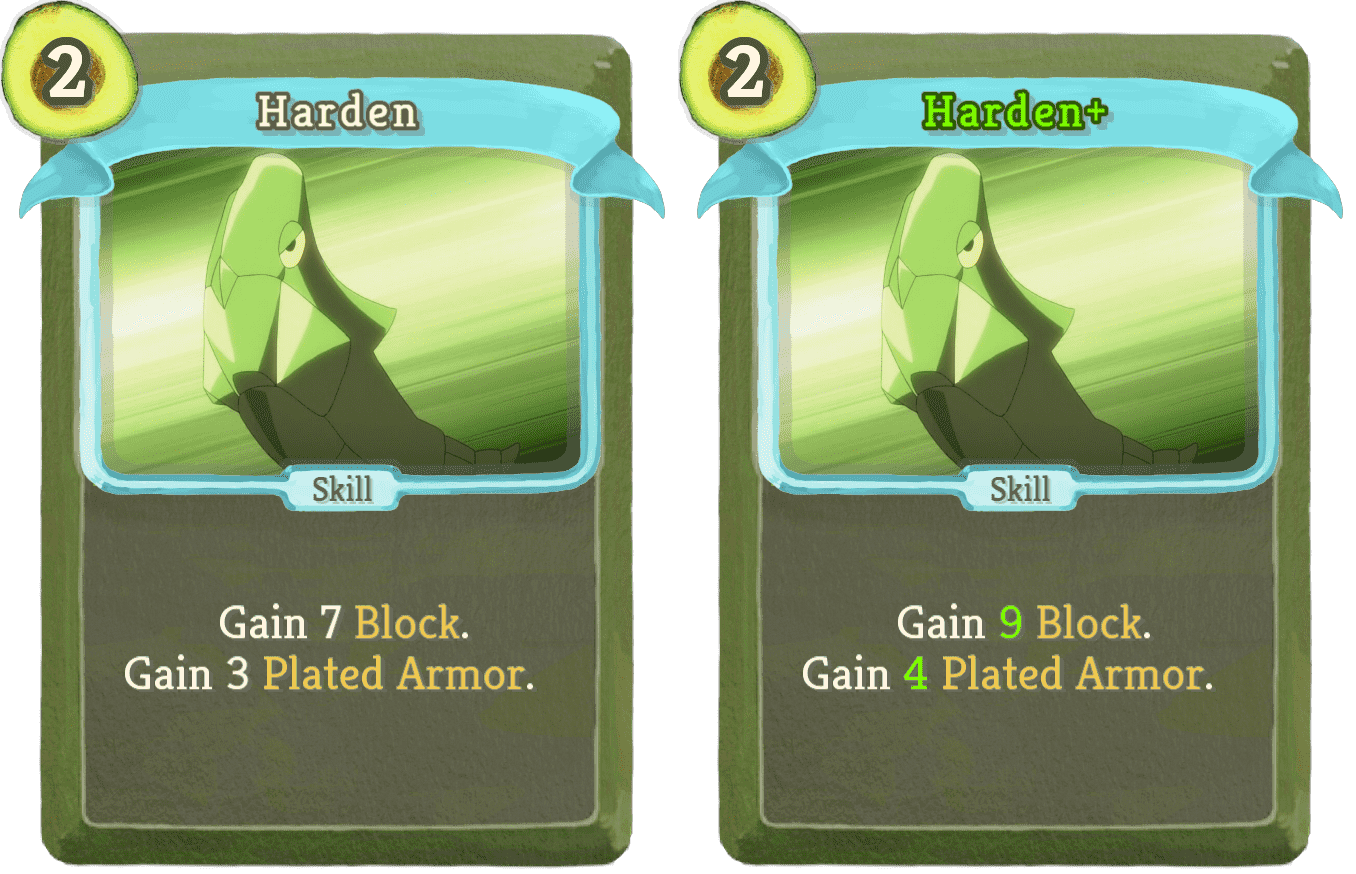 2
Harden
Skill
Gain 7 Block.
Gain 3 Plated Armor.
2
Harden+
Skill
Gain 9 Block.
Gain 4 Plated Armor.